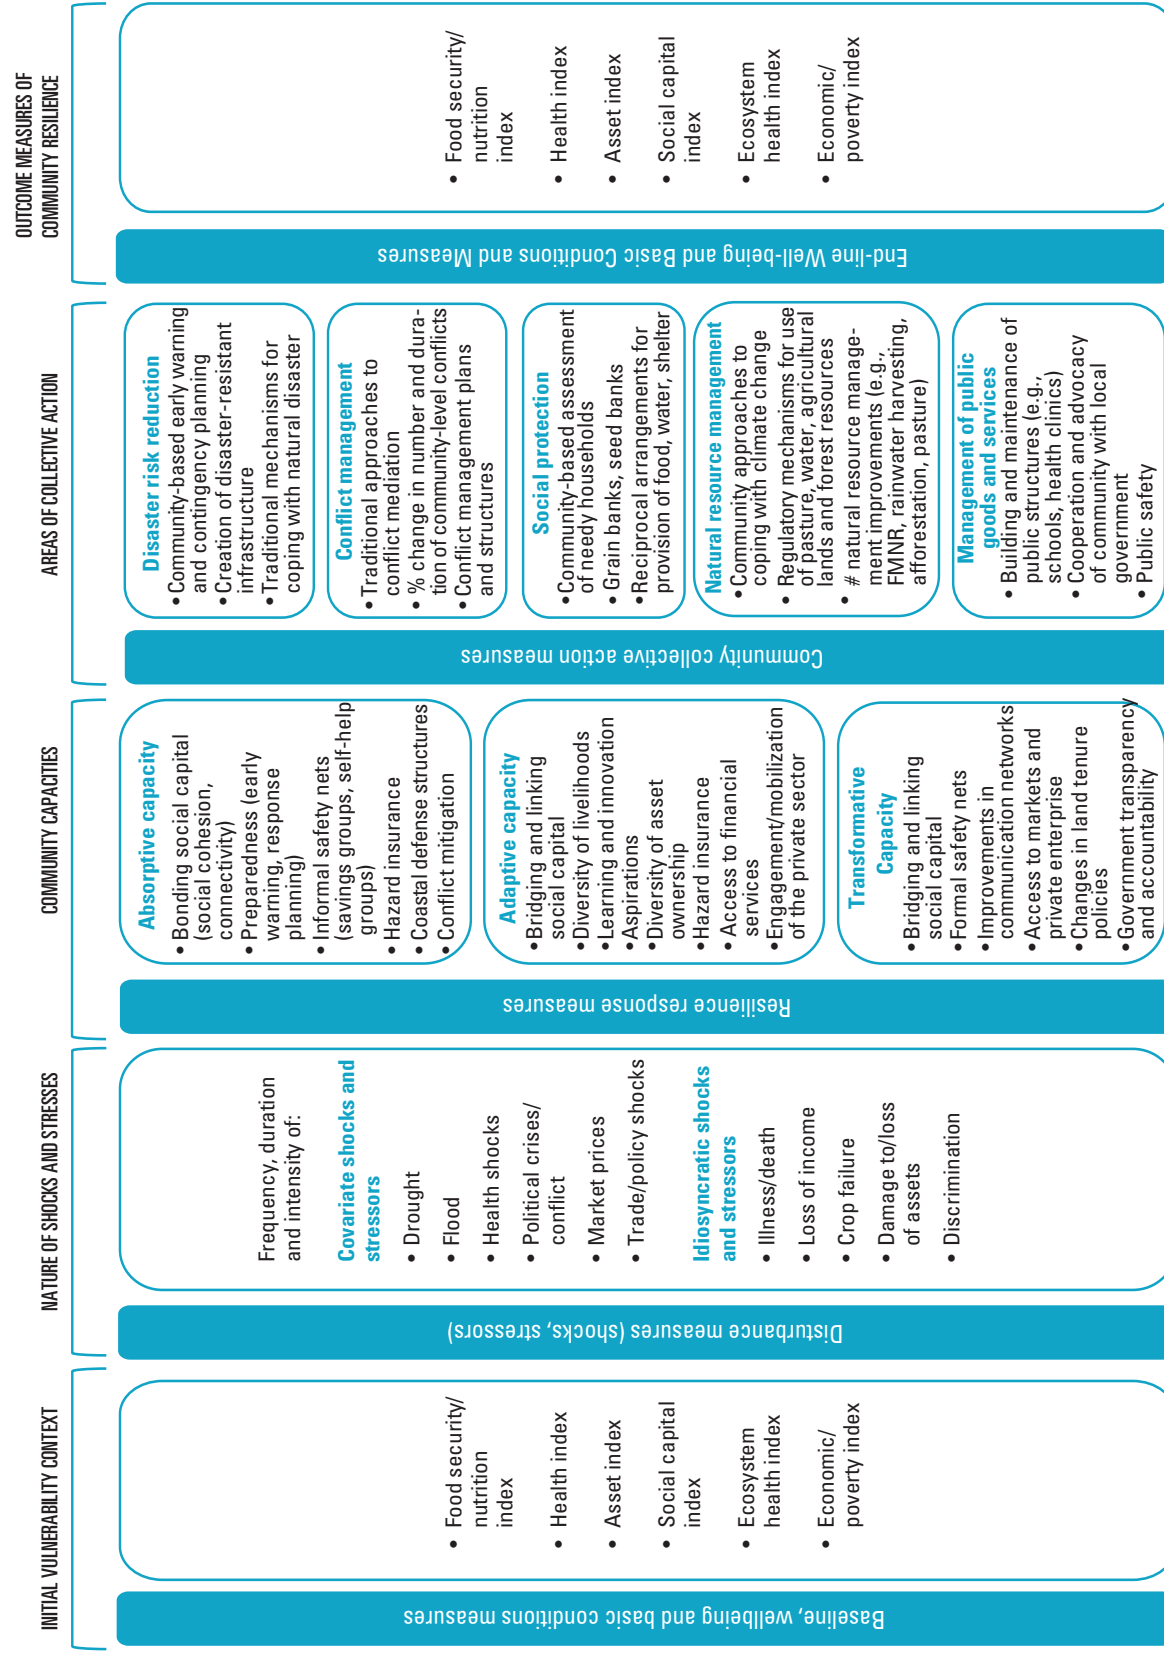 INITIAL VULNERABILITY CONTEXT
Baseline, wellbeing and basic conditions measures
• Food security/
nutrition
index
• Health index
• Asset index
• Social capital
index
• Ecosystem
health index
• Economic/
poverty index
NATURE OF SHOCKS AND STRESSES
Disturbance measures (shocks, stressors)
Frequency, duration
and intensity of:
Covariate shocks and
stressors
• Drought
• Flood
• Health shocks
• Political crises/
conflict
• Market prices
• Trade/policy shocks
Idiosyncratic shocks
and stressors
• Illness/death
• Loss of income
• Crop failure
• Damage to/loss
of assets
• Discrimination
COMMUNITY CAPACITIES
Resilience response measures
Absorptive capacity
• Bonding social capital
(social cohesion,
connectivity)
• Preparedness (early
warning, response
planning)
• Informal safety nets
(savings groups, self-help
groups)
• Hazard insurance
• Coastal defense structures
• Conflict mitigation
Adaptive capacity
• Bridging and linking
social capital
• Diversity of livelihoods
• Learning and innovation
• Aspirations
• Diversity of asset
ownership
• Hazard insurance
• Access to financial
services
• Engagement/mobilization
of the private sector
Transformative
Capacity
• Bridging and linking
social capital
• Formal safety nets
• Improvements in
communication networks
• Access to markets and
private enterprise
• Changes in land tenure
policies
• Government transparency
and accountability
AREAS OF COLLECTIVE ACTION
Community collective action measures
Disaster risk reduction
• Community-based early warning
and contingency planning
• Creation of disaster-resistant
infrastructure
• Traditional mechanisms for
coping with natural disaster
Conflict management
• Traditional approaches to
conflict mediation
• % change in number and dura-
tion of community-level conflicts
• Conflict management plans
and structures
Social protection
• Community-based assessment
of needy households
• Grain banks, seed banks
• Reciprocal arrangements for
provision of food, water, shelter
Natural resource management
• Community approaches to
coping with climate change
• Regulatory mechanisms for use
of pasture, water, agricultural
lands and forest resources
• # natural resource manage-
ment improvements (e.g.,
FMNR, rainwater harvesting,
afforestation, pasture)
Management of public
goods and services
• Building and maintenance of
public structures (e.g.,
schools, health clinics)
• Cooperation and advocacy
of community with local
government
• Public safety
OUTCOME MEASURES OF
COMMUNITY RESILIENCE
End-line Well-being and Basic Conditions and Measures
• Food security/
nutrition
index
• Health index
• Asset index
• Social capital
index
• Ecosystem
health index
• Economic/
poverty index